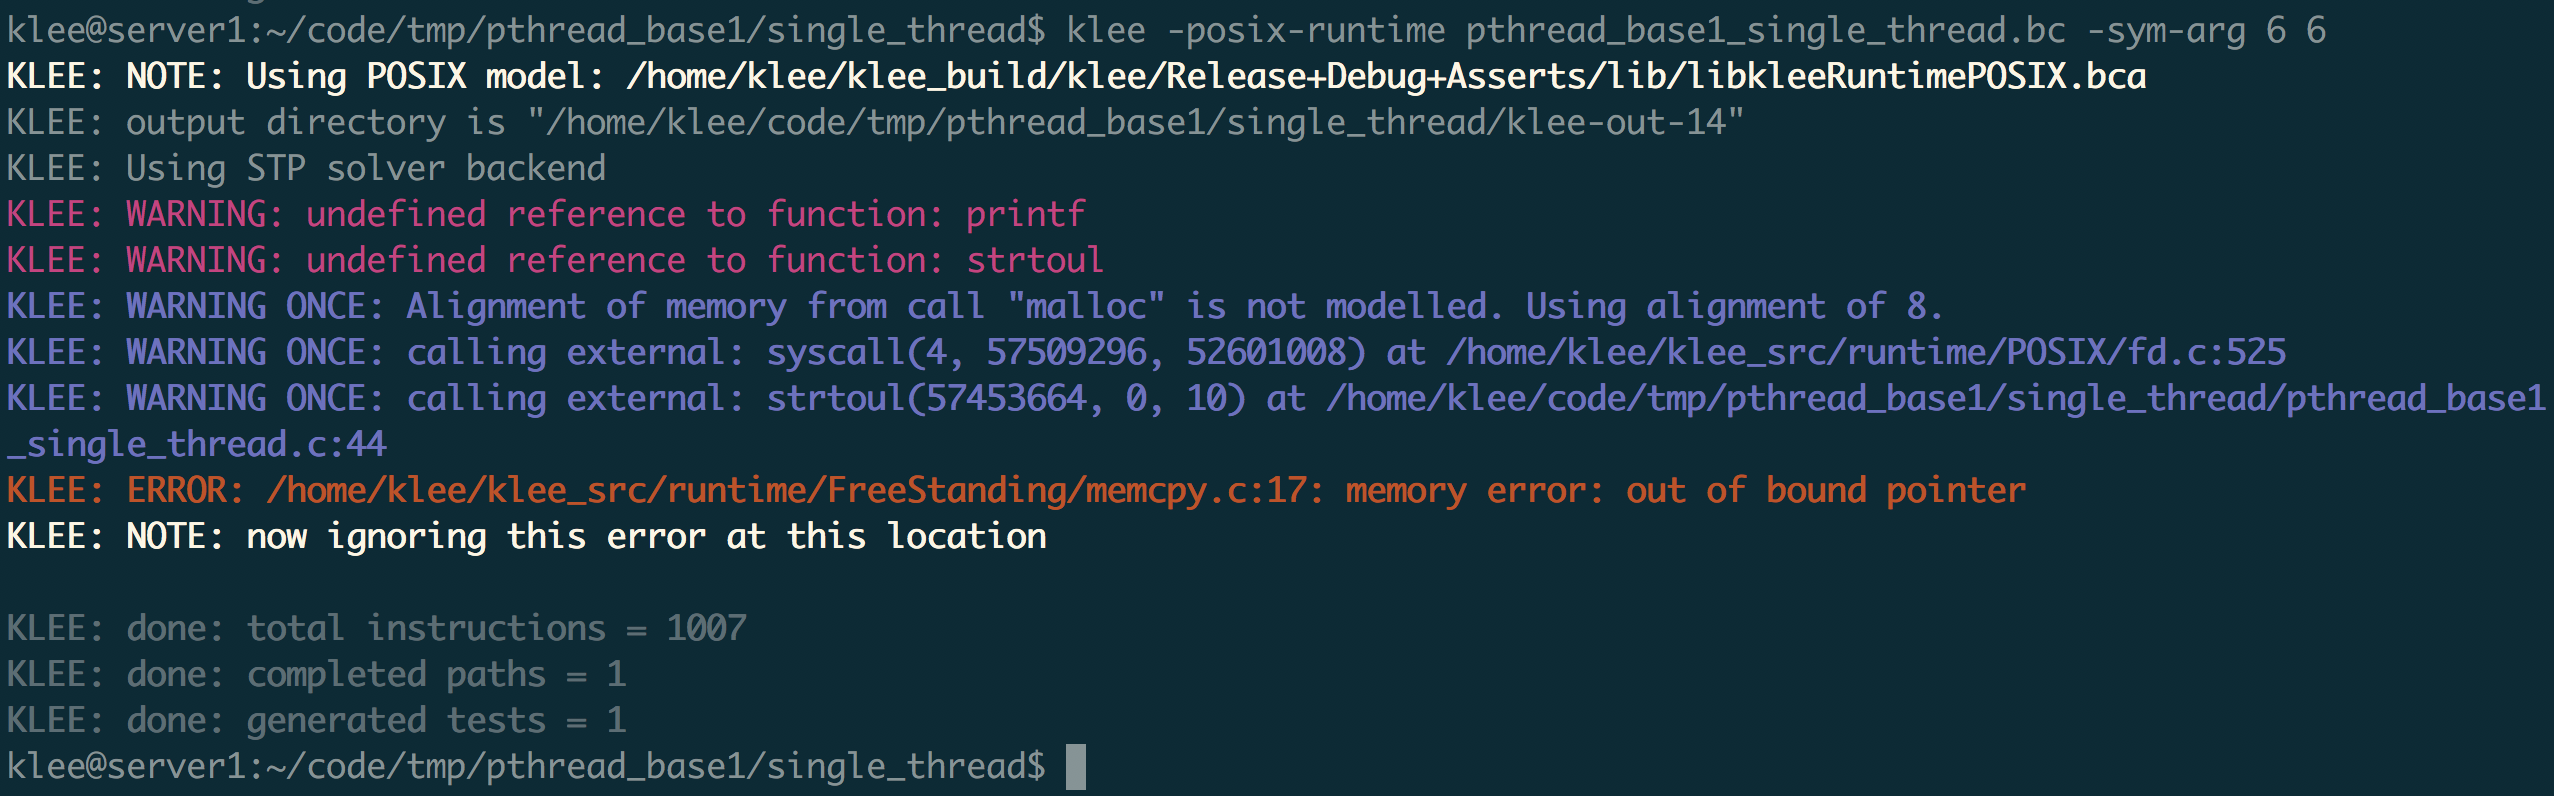 klee@server1:~/code/tmp/pthread_base1/single_thread$ klee -posix-runtime pthread_base1_single_thread.bc -sym-arg 6 6
KLEE: NOTE: Using POSIX model: /home/klee/klee_build/klee/Release+Debug+Asserts/lib/libkleeRuntimePOSIX.bca
KLEE: output directory is "/home/klee/code/tmp/pthread_base1/single_thread/klee-out-14"
KLEE: Using STP solver backend
KLEE: WARNING: undefined reference to function: printf
KLEE: WARNING: undefined reference to function: strtoul
KLEE: WARNING ONCE: Alignment of memory from call "malloc" is not modelled. Using alignment of 8.
KLEE: WARNING ONCE: calling external: syscall(4, 57509296, 52601008) at /home/klee/klee_src/runtime/POSIX/fd.c:525
KLEE: WARNING ONCE: calling external: strtoul(57453664, 0, 10) at /home/klee/code/tmp/pthread_base1/single_thread/pthread_base1
_single_thread.c:44
KLEE: ERROR: /home/klee/klee_src/runtime/FreeStanding/memcpy.c:17: memory error: out of bound pointer
KLEE: NOTE: now ignoring this error at this location
KLEE: done: total instructions = 1007
KLEE: done: completed paths = 1
KLEE: done: generated tests = 1
klee@server1:~/code/tmp/pthread_base1/single_thread$